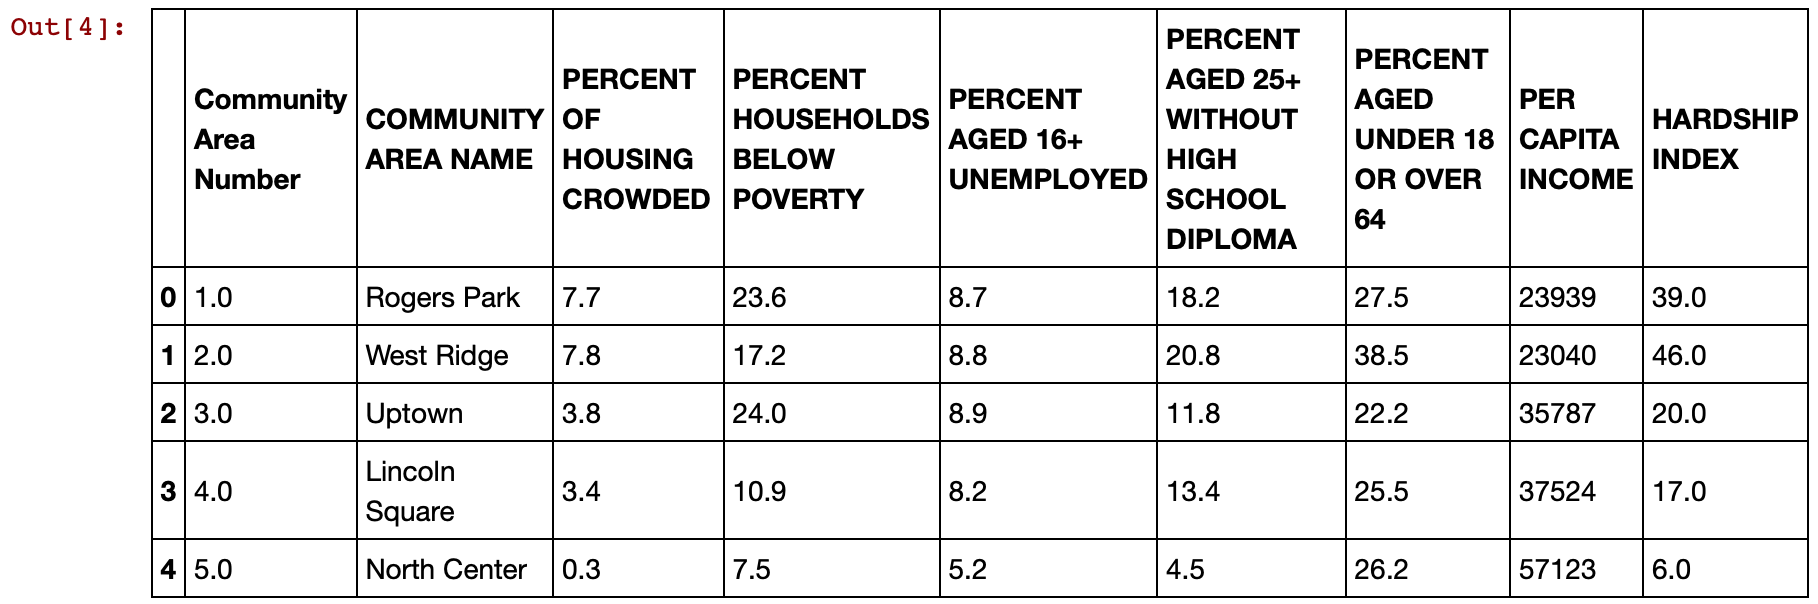 Out[4]:
Community Area Number | COMMUNITY AREA NAME | PERCENT OF HOUSING CROWDED | PERCENT HOUSEHOLDS BELOW POVERTY | PERCENT AGED 16+ UNEMPLOYED | PERCENT AGED 25+ WITHOUT HIGH SCHOOL DIPLOMA | PERCENT AGED UNDER 18 OR OVER 64 | PER CAPITA INCOME | HARDSHIP INDEX
0 | 1.0 | Rogers Park | 7.7 | 23.6 | 8.7 | 18.2 | 27.5 | 23939 | 39.0
1 | 2.0 | West Ridge | 7.8 | 17.2 | 8.8 | 20.8 | 38.5 | 23040 | 46.0
2 | 3.0 | Uptown | 3.8 | 24.0 | 8.9 | 11.8 | 22.2 | 35787 | 20.0
3 | 4.0 | Lincoln Square | 3.4 | 10.9 | 8.2 | 13.4 | 25.5 | 37524 | 17.0
4 | 5.0 | North Center | 0.3 | 7.5 | 5.2 | 4.5 | 26.2 | 57123 | 6.0